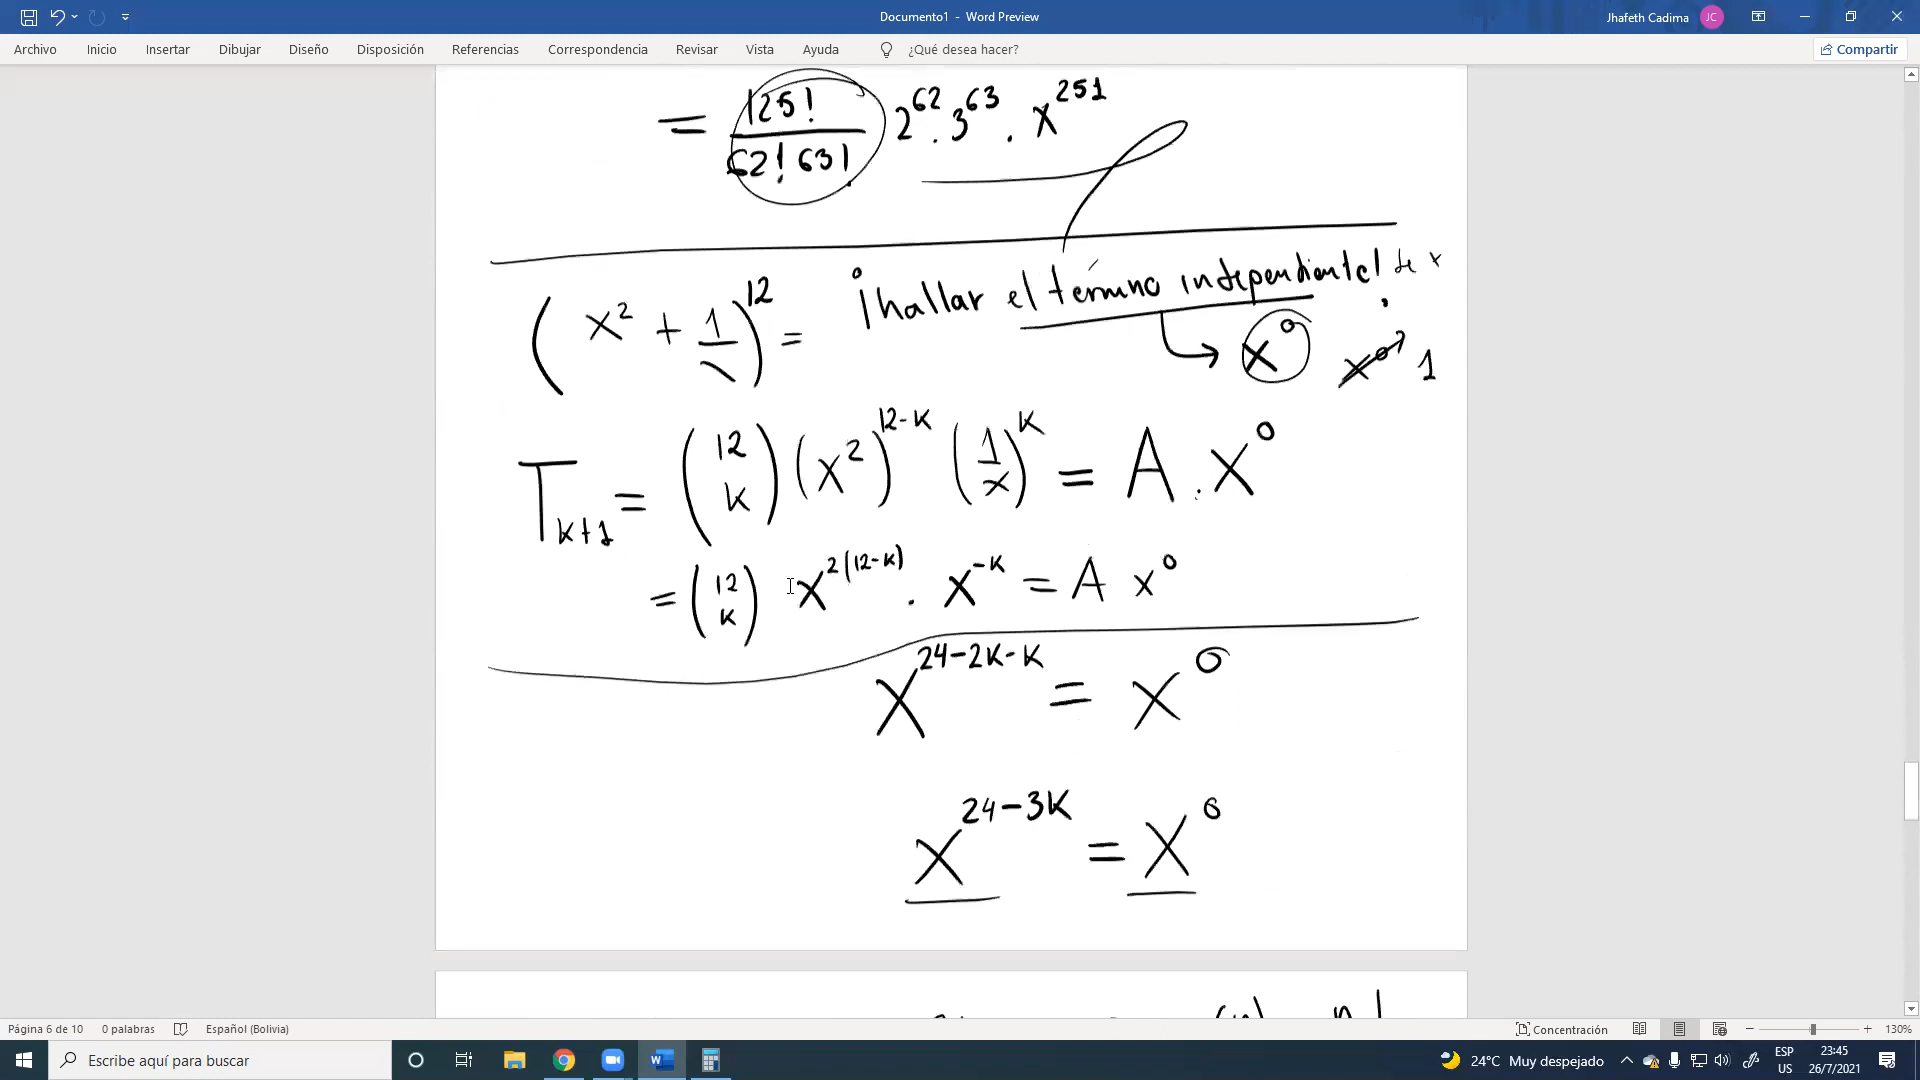 Documento1 - Word Preview
Jhafeth Cadima
JC
Archivo Inicio Insertar Dibujar Diseño Disposición Referencias Correspondencia Revisar Vista Ayuda ¿Qué desea hacer? Compartir
= 125! / 62! 63! 2^62 . 3^63 . x^251
(x^2 + 1/x)^12 = ¡hallar el término independiente! de x
x^0 x^0 1
T_k+1 = (12 k) (x^2)^12-k (1/x)^k = A . x^0
= (12 k) x^2(12-k) . x^-k = A x^0
x^24-2k-k = x^0
x^24-3k = x^0
Página 6 de 10 0 palabras Español (Bolivia) Concentración 130%
Escribe aquí para buscar
24°C Muy despejado
ESP
US
23:45
26/7/2021